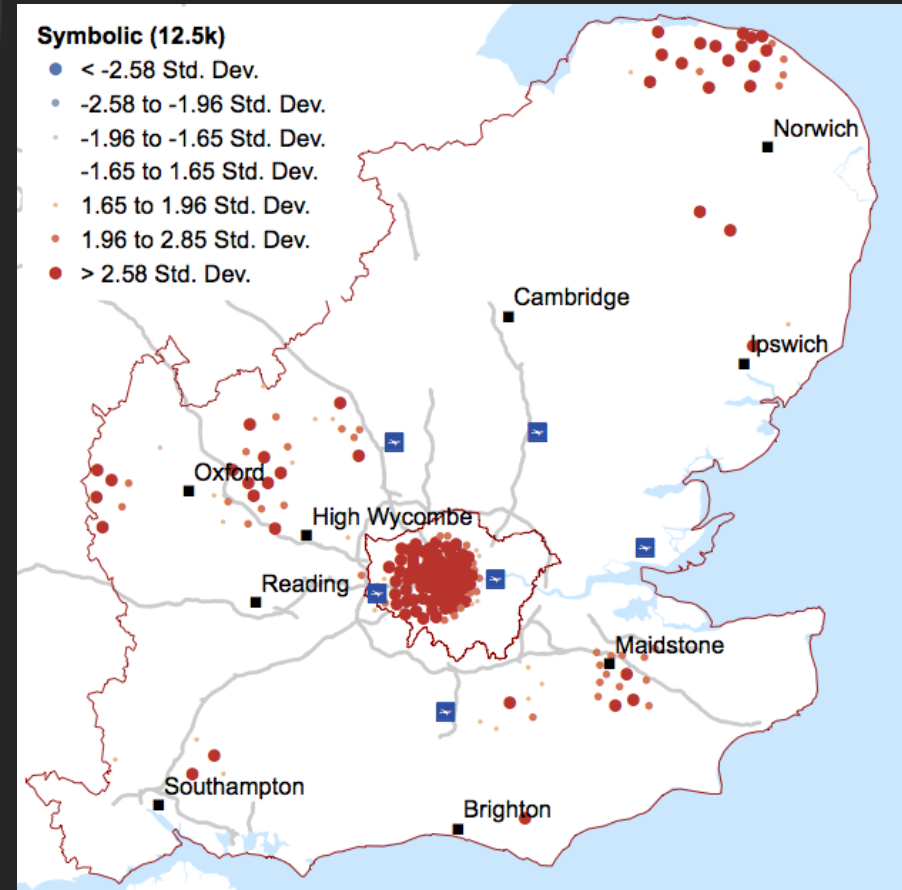 Symbolic (12.5k)
< -2.58 Std. Dev.
-2.58 to -1.96 Std. Dev.
-1.96 to -1.65 Std. Dev.
-1.65 to 1.65 Std. Dev.
1.65 to 1.96 Std. Dev.
1.96 to 2.85 Std. Dev.
> 2.58 Std. Dev.
Norwich
Cambridge
Ipswich
Oxford
High Wycombe
Reading
Maidstone
Southampton
Brighton